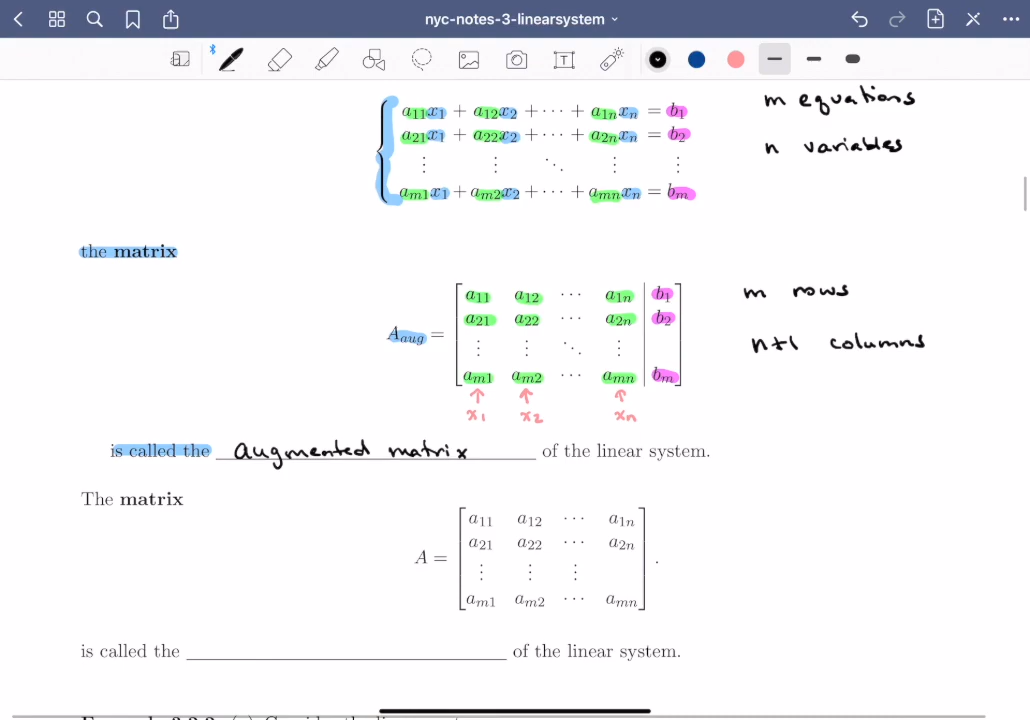 nyc-notes-3-linearsystem
a11x1 + a12x2 + ⋯ + a1nxn = b1
a21x1 + a22x2 + ⋯ + a2nxn = b2
⋮ ⋮ ⋱ ⋮ ⋮
am1x1 + am2x2 + ⋯ + amnxn = bm
m equations
n variables
the matrix
Aaug =
a11 a12 ⋯ a1n b1
a21 a22 ⋯ a2n b2
⋮ ⋮ ⋱ ⋮
am1 am2 ⋯ amn bm
↑ ↑ ↑
x1 x2 xn
m rows
n+1 columns
is called the augmented matrix of the linear system.
The matrix
A =
a11 a12 ⋯ a1n
a21 a22 ⋯ a2n
⋮ ⋮ ⋮
am1 am2 ⋯ amn
.
is called the ____ of the linear system.